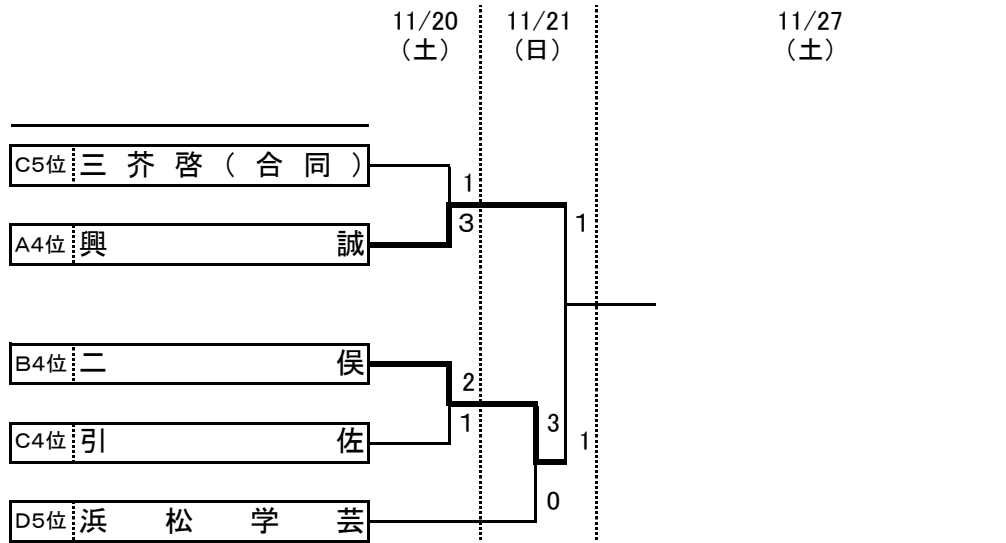 11/20 11/21 11/27
（土） （日） （土）
C5位 三芥啓（合同）
1
3 1
A4位 興誠
B4位 二俣
2
1 3 1
C4位 引佐
0
D5位 浜松学芸